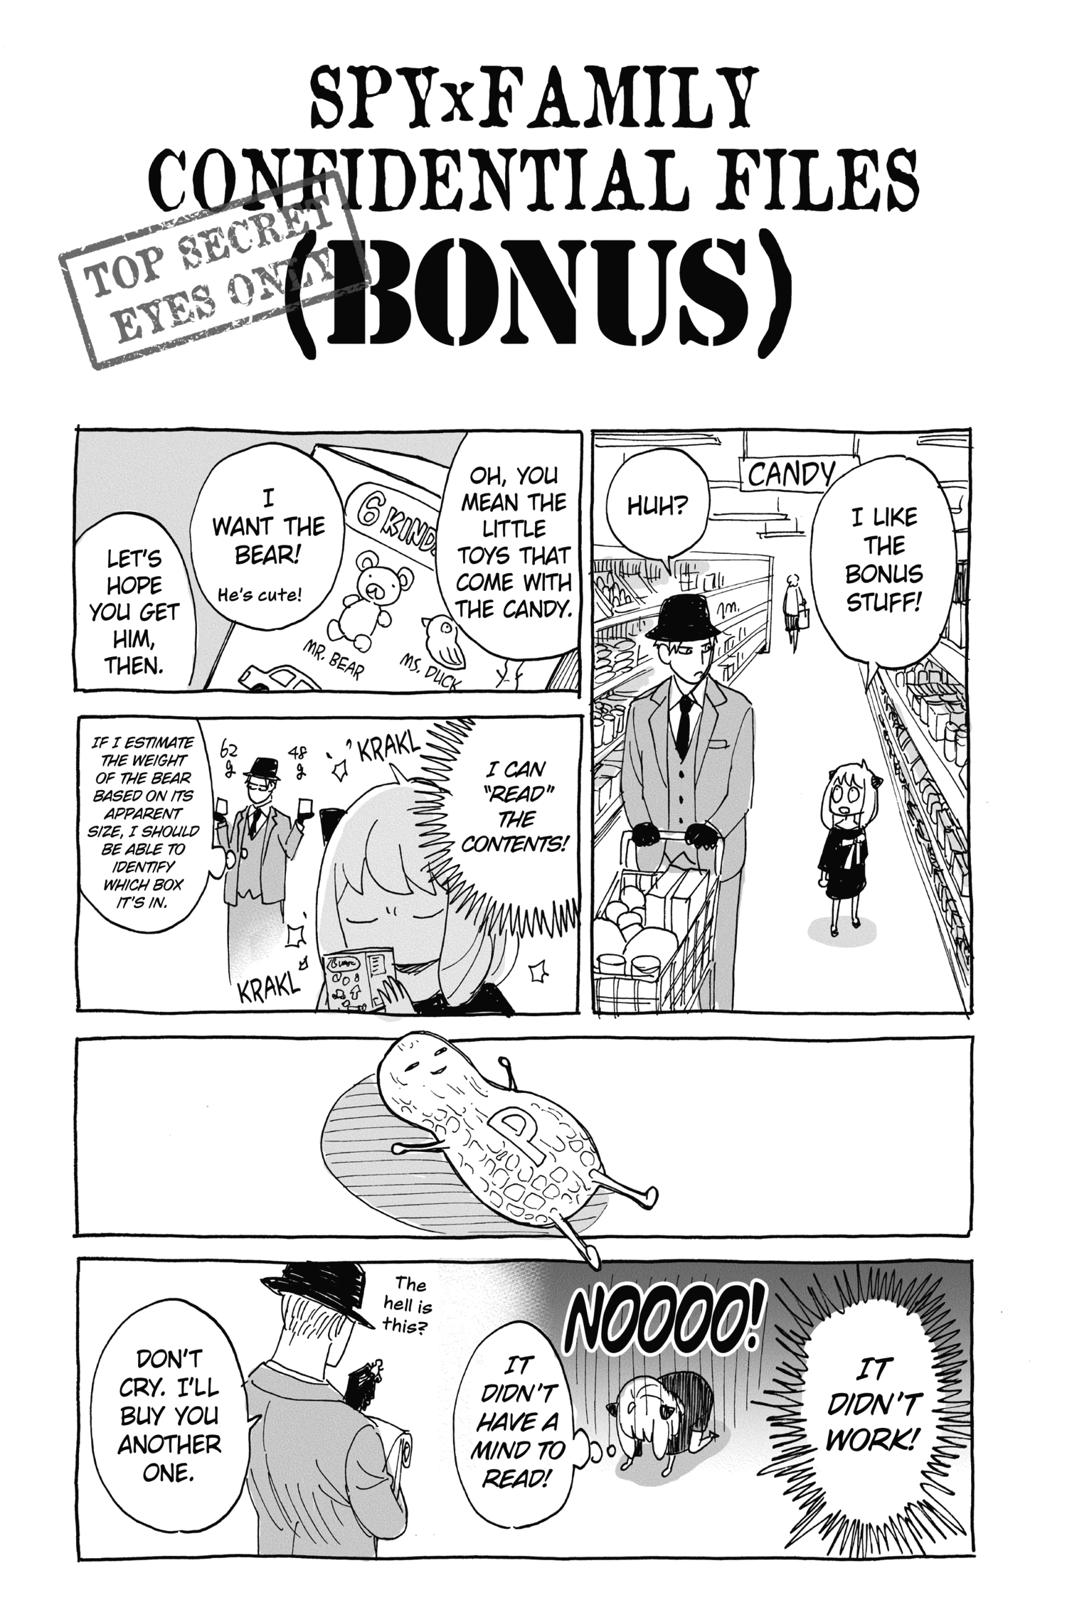 SPYxFAMILY
CONFIDENTIAL FILES
(BONUS)
TOP SECRET
EYES ONLY
CANDY
I LIKE
THE
BONUS
STUFF!
HUH?
OH, YOU
MEAN THE
LITTLE
TOYS THAT
COME WITH
THE CANDY.
I
WANT THE
BEAR!
He's cute!
6 KIND
MR. BEAR
MS. DUCK
LET'S
HOPE
YOU GET
HIM,
THEN.
KRAKL
I CAN
"READ"
THE
CONTENTS!
62
g
48
g
IF I ESTIMATE
THE WEIGHT
OF THE BEAR
BASED ON ITS
APPARENT
SIZE, I SHOULD
BE ABLE TO
IDENTIFY
WHICH BOX
IT'S IN.
KRAKL
P
IT
DIDN'T
WORK!
NOOOO!
IT
DIDN'T
HAVE A
MIND TO
READ!
The
hell is
this?
DON'T
CRY. I'LL
BUY YOU
ANOTHER
ONE.